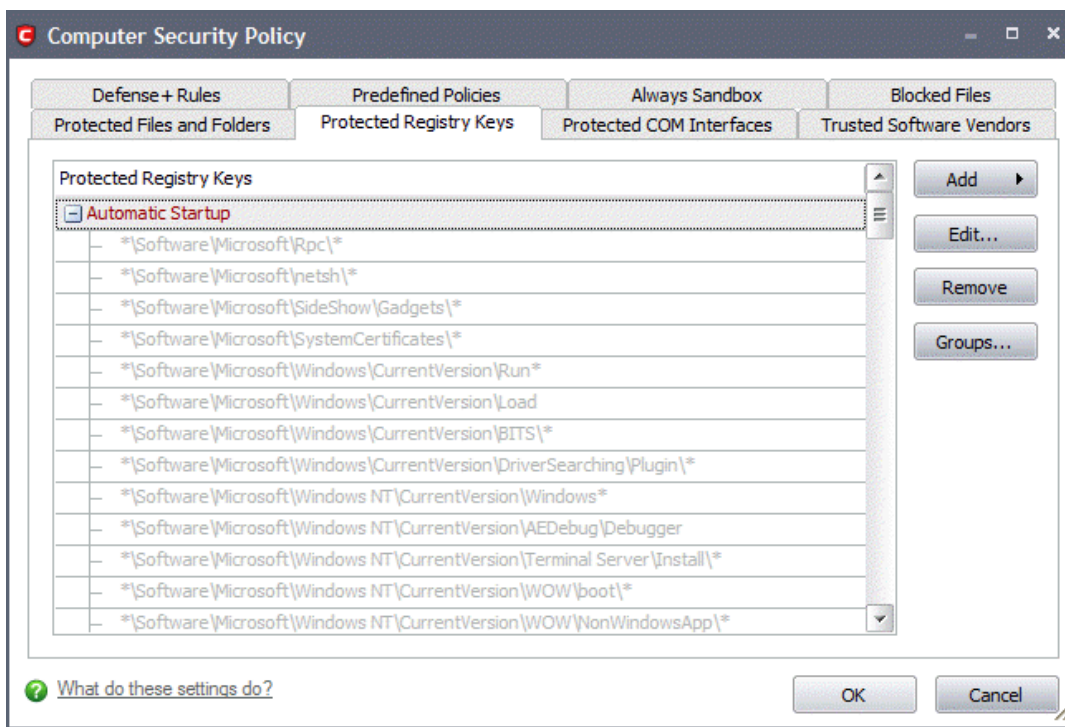 Computer Security Policy
Defense+ Rules
Predefined Policies
Always Sandbox
Blocked Files
Protected Files and Folders
Protected Registry Keys
Protected COM Interfaces
Trusted Software Vendors
Protected Registry Keys
Automatic Startup
*\Software\Microsoft\Rpc\*
*\Software\Microsoft\netsh\*
*\Software\Microsoft\SideShow\Gadgets\*
*\Software\Microsoft\SystemCertificates\*
*\Software\Microsoft\Windows\CurrentVersion\Run*
*\Software\Microsoft\Windows\CurrentVersion\Load
*\Software\Microsoft\Windows\CurrentVersion\BITS\*
*\Software\Microsoft\Windows\CurrentVersion\DriverSearching\Plugin\*
*\Software\Microsoft\Windows NT\CurrentVersion\Windows*
*\Software\Microsoft\Windows NT\CurrentVersion\AEDebug\Debugger
*\Software\Microsoft\Windows NT\CurrentVersion\Terminal Server\Install\*
*\Software\Microsoft\Windows NT\CurrentVersion\WOW\boot\*
*\Software\Microsoft\Windows NT\CurrentVersion\WOW\NonWindowsApp\*
Add
Edit...
Remove
Groups...
What do these settings do?
OK
Cancel